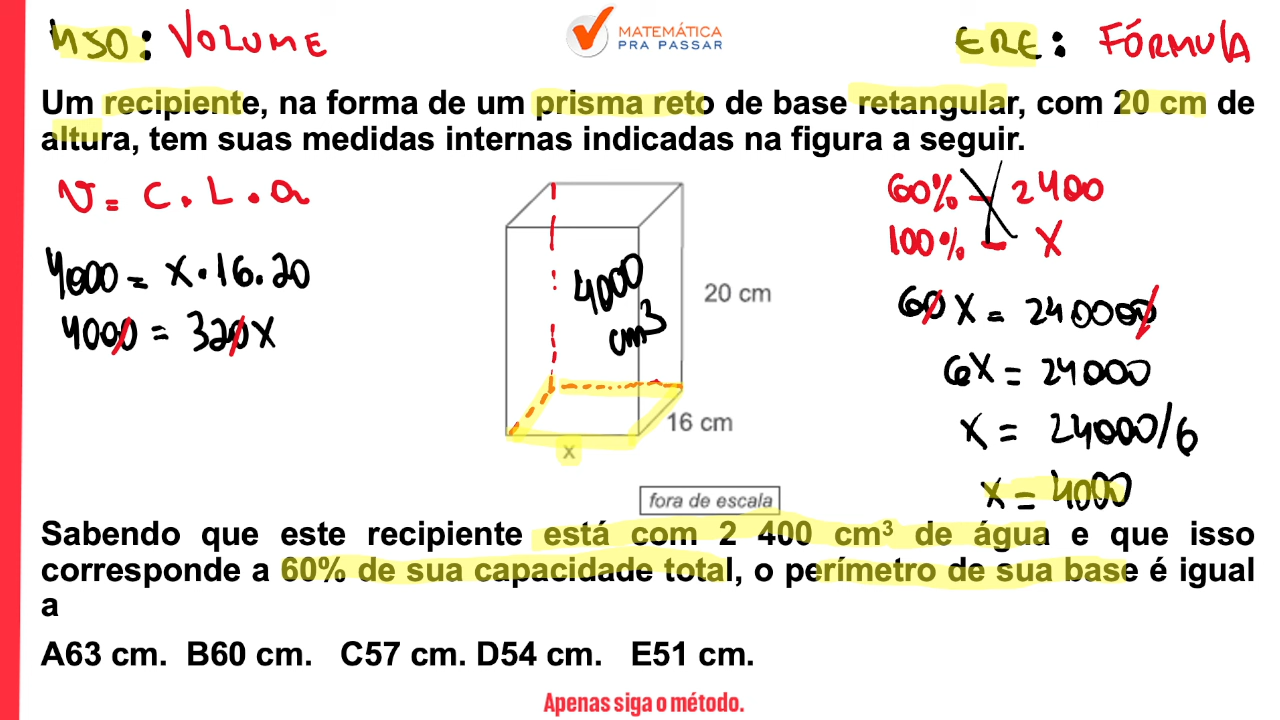 MSO: VOLUME
MATEMÁTICA
PRA PASSAR
ERE: FÓRMULA
Um recipiente, na forma de um prisma reto de base retangular, com 20 cm de
altura, tem suas medidas internas indicadas na figura a seguir.
V = C . L . a
4000 = x . 16 . 20
4000 = 320x
4000
cm³
20 cm
16 cm
x
fora de escala
60% - 2400
100% - X
60x = 240000
6x = 24000
x = 24000/6
x = 4000
Sabendo que este recipiente está com 2 400 cm³ de água e que isso
corresponde a 60% de sua capacidade total, o perímetro de sua base é igual
a
A63 cm. B60 cm. C57 cm. D54 cm. E51 cm.
Apenas siga o método.